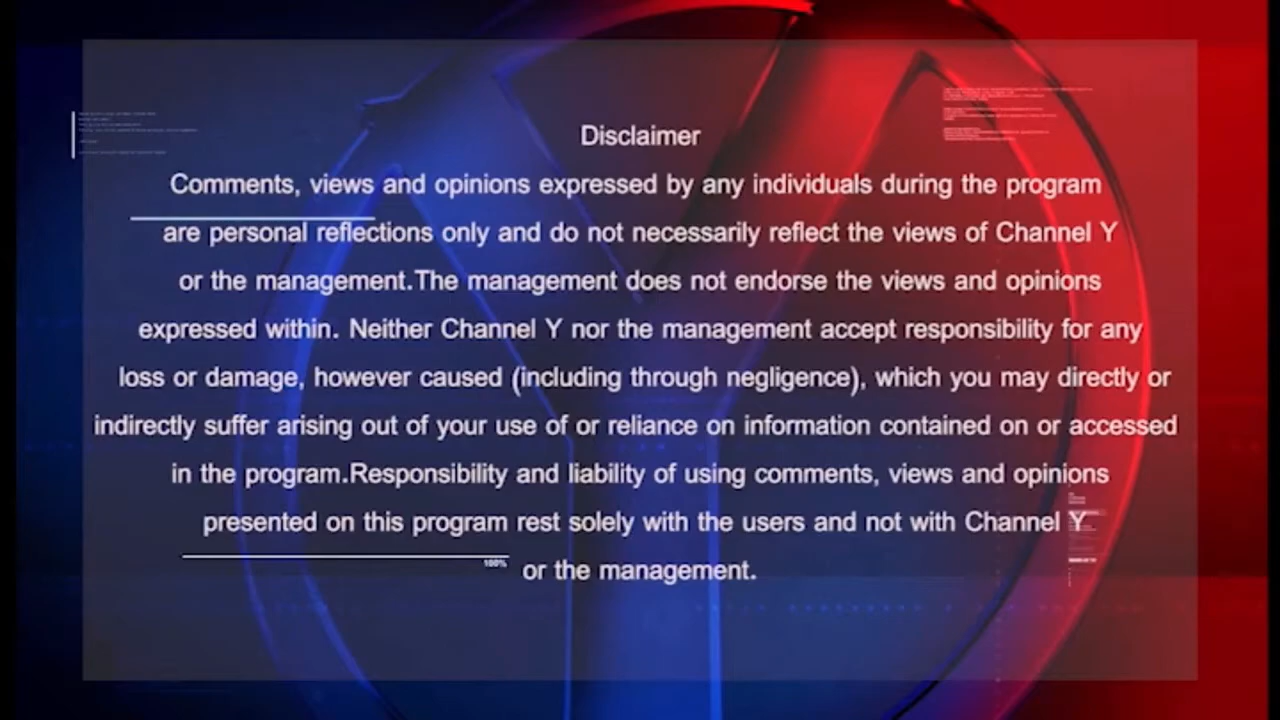 Disclaimer
Comments, views and opinions expressed by any individuals during the program
are personal reflections only and do not necessarily reflect the views of Channel Y
or the management.The management does not endorse the views and opinions
expressed within. Neither Channel Y nor the management accept responsibility for any
loss or damage, however caused (including through negligence), which you may directly or
indirectly suffer arising out of your use of or reliance on information contained on or accessed
in the program.Responsibility and liability of using comments, views and opinions
presented on this program rest solely with the users and not with Channel Y
100%
or the management.